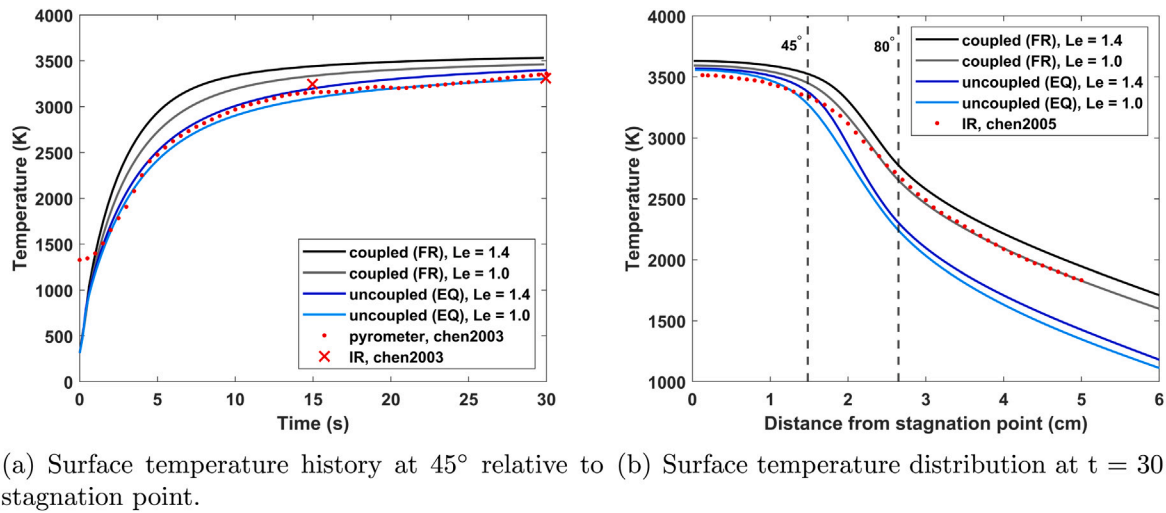 4000
3500
3000
2500
2000
1500
1000
500
0
Temperature (K)
0 5 10 15 20 25 30
Time (s)
coupled (FR), Le = 1.4
coupled (FR), Le = 1.0
uncoupled (EQ), Le = 1.4
uncoupled (EQ), Le = 1.0
pyrometer, chen2003
IR, chen2003
4000
3500
3000
2500
2000
1500
1000
Temperature (K)
0 1 2 3 4 5 6
Distance from stagnation point (cm)
45°
80°
coupled (FR), Le = 1.4
coupled (FR), Le = 1.0
uncoupled (EQ), Le = 1.4
uncoupled (EQ), Le = 1.0
IR, chen2005
(a) Surface temperature history at 45° relative to
stagnation point.
(b) Surface temperature distribution at t = 30